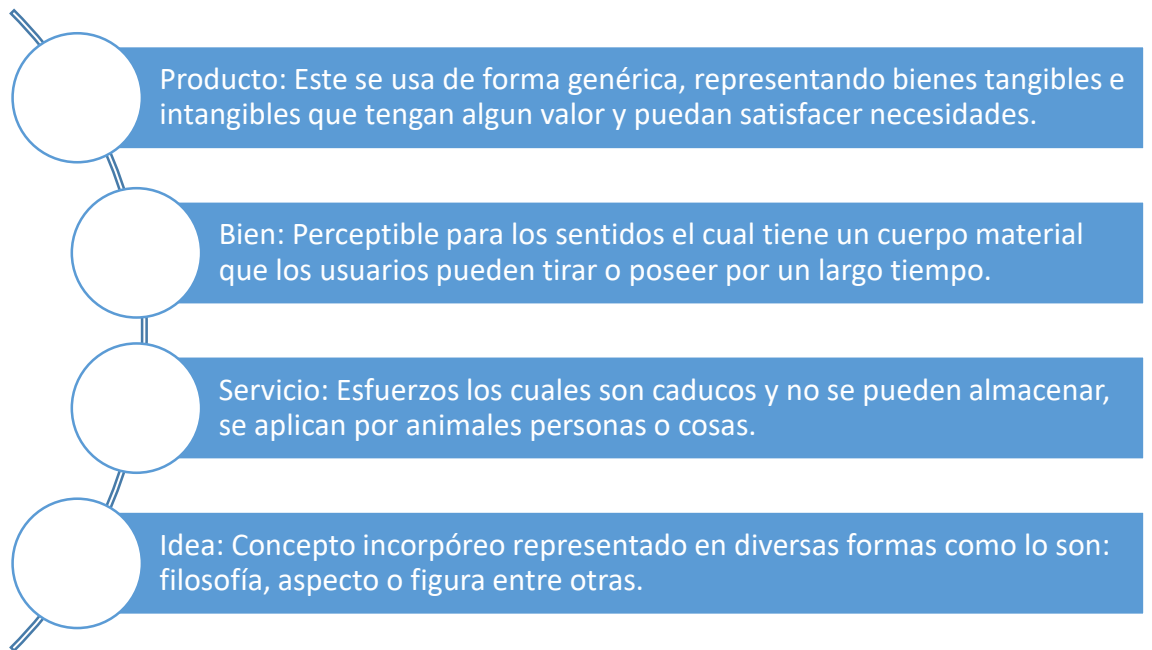 Producto: Este se usa de forma genérica, representando bienes tangibles e
intangibles que tengan algun valor y puedan satisfacer necesidades.
Bien: Perceptible para los sentidos el cual tiene un cuerpo material
que los usuarios pueden tirar o poseer por un largo tiempo.
Servicio: Esfuerzos los cuales son caducos y no se pueden almacenar,
se aplican por animales personas o cosas.
Idea: Concepto incorpóreo representado en diversas formas como lo son:
filosofía, aspecto o figura entre otras.